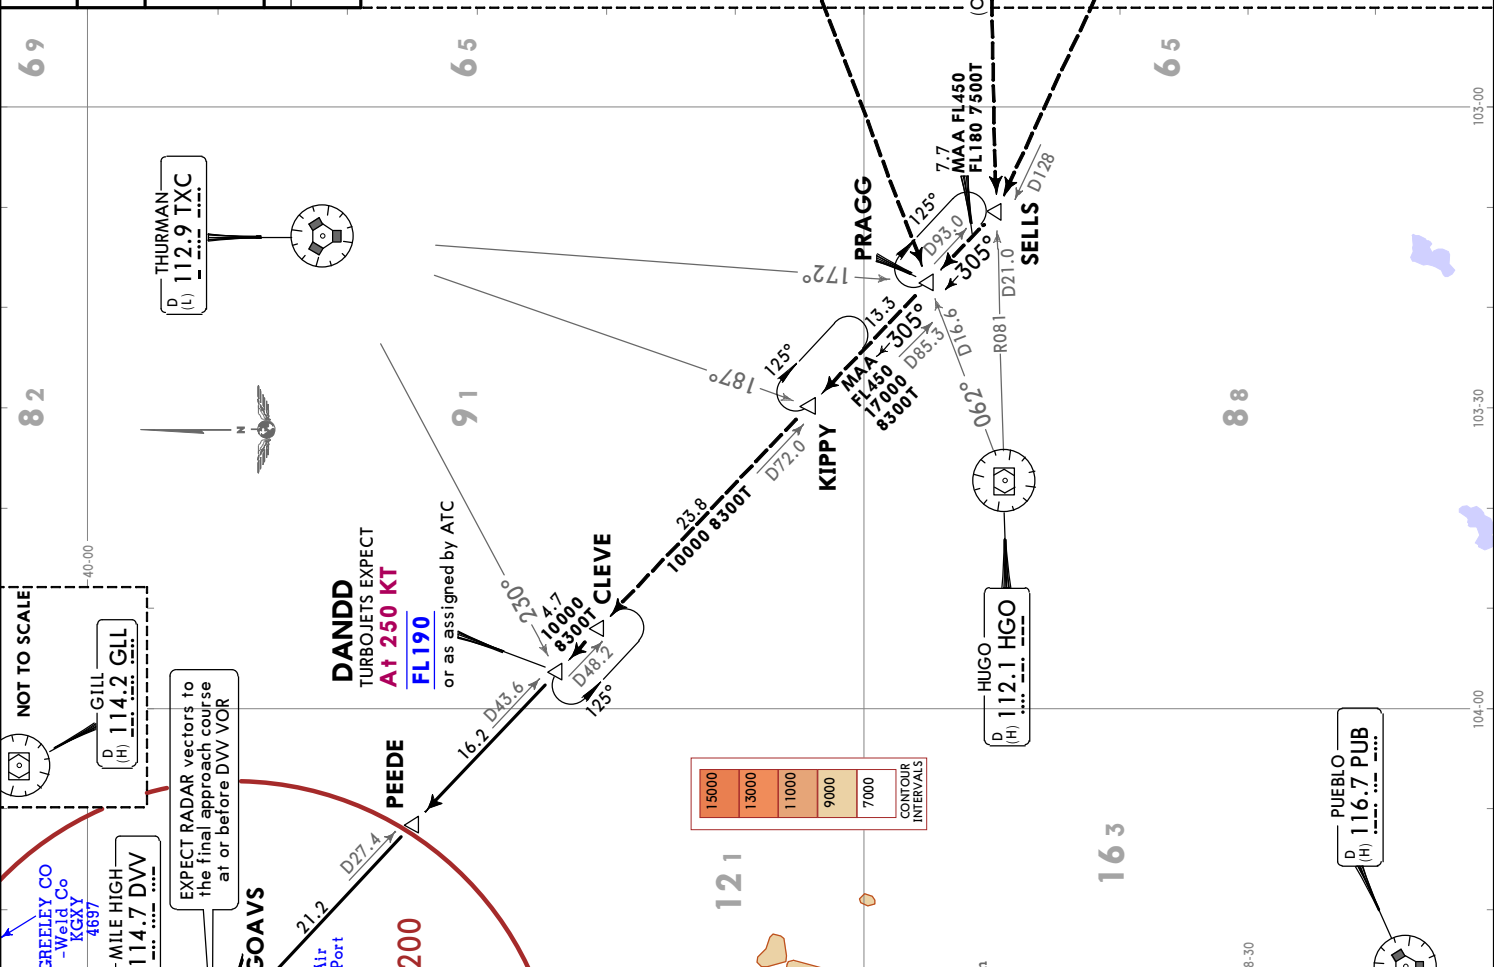 69
65
65
103-00
THURMAN
D
(L) 112.9 TXC
7.7
MAA FL450
FL180 7500T
PRAGG
125°
D93.0
D128
SELLS
305°
D21.0
R081
172°
187°
13.3
305°
MAA
FL450
17000
8300T
D85.3
D16.6
062°
125°
KIPPY
D72.0
82
91
88
103-30
N
40-00
23.8
10000 8300T
CLEVE
4.7
10000
8300T
230°
D48.2
125°
DANDD
TURBOJETS EXPECT
At 250 KT
FL190
or as assigned by ATC
D43.6
16.2
PEEDE
D27.4
21.2
GOAVS
NOT TO SCALE
GILL
D
(H) 114.2 GLL
EXPECT RADAR vectors to
the final approach course
at or before DVV VOR
GREELEY CO
-Weld Co
KGXY
4697
MILE HIGH
114.7 DVV
Air
Port
200
HUGO
D
(H) 112.1 HGO
104-00
15000
13000
11000
9000
7000
CONTOUR
INTERVALS
121
163
PUEBLO
D
(H) 116.7 PUB
8-30